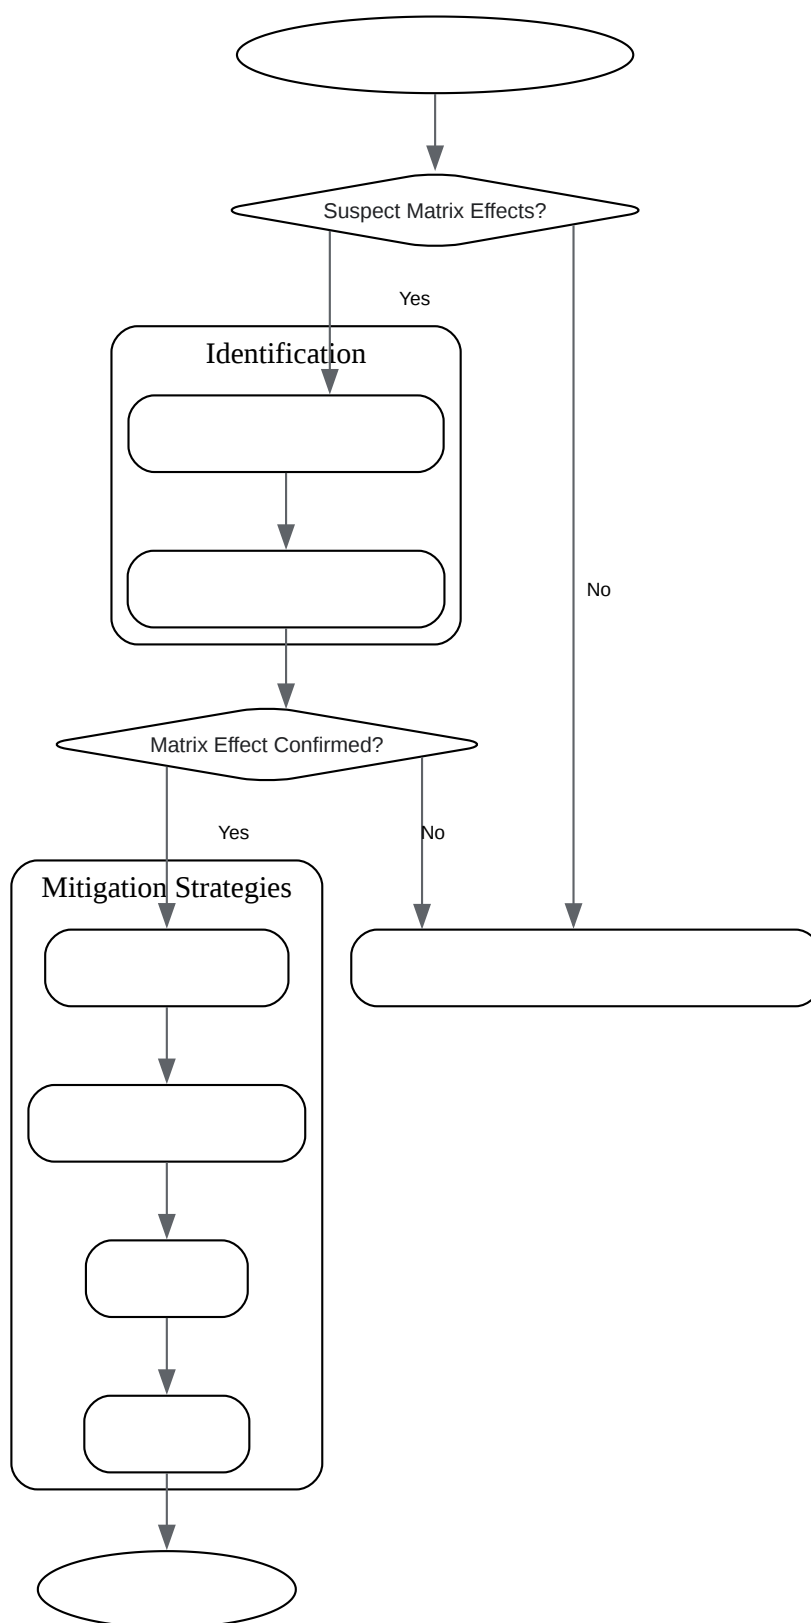 Suspect Matrix Effects?
Yes
Identification
No
Matrix Effect Confirmed?
Yes
No
Mitigation Strategies